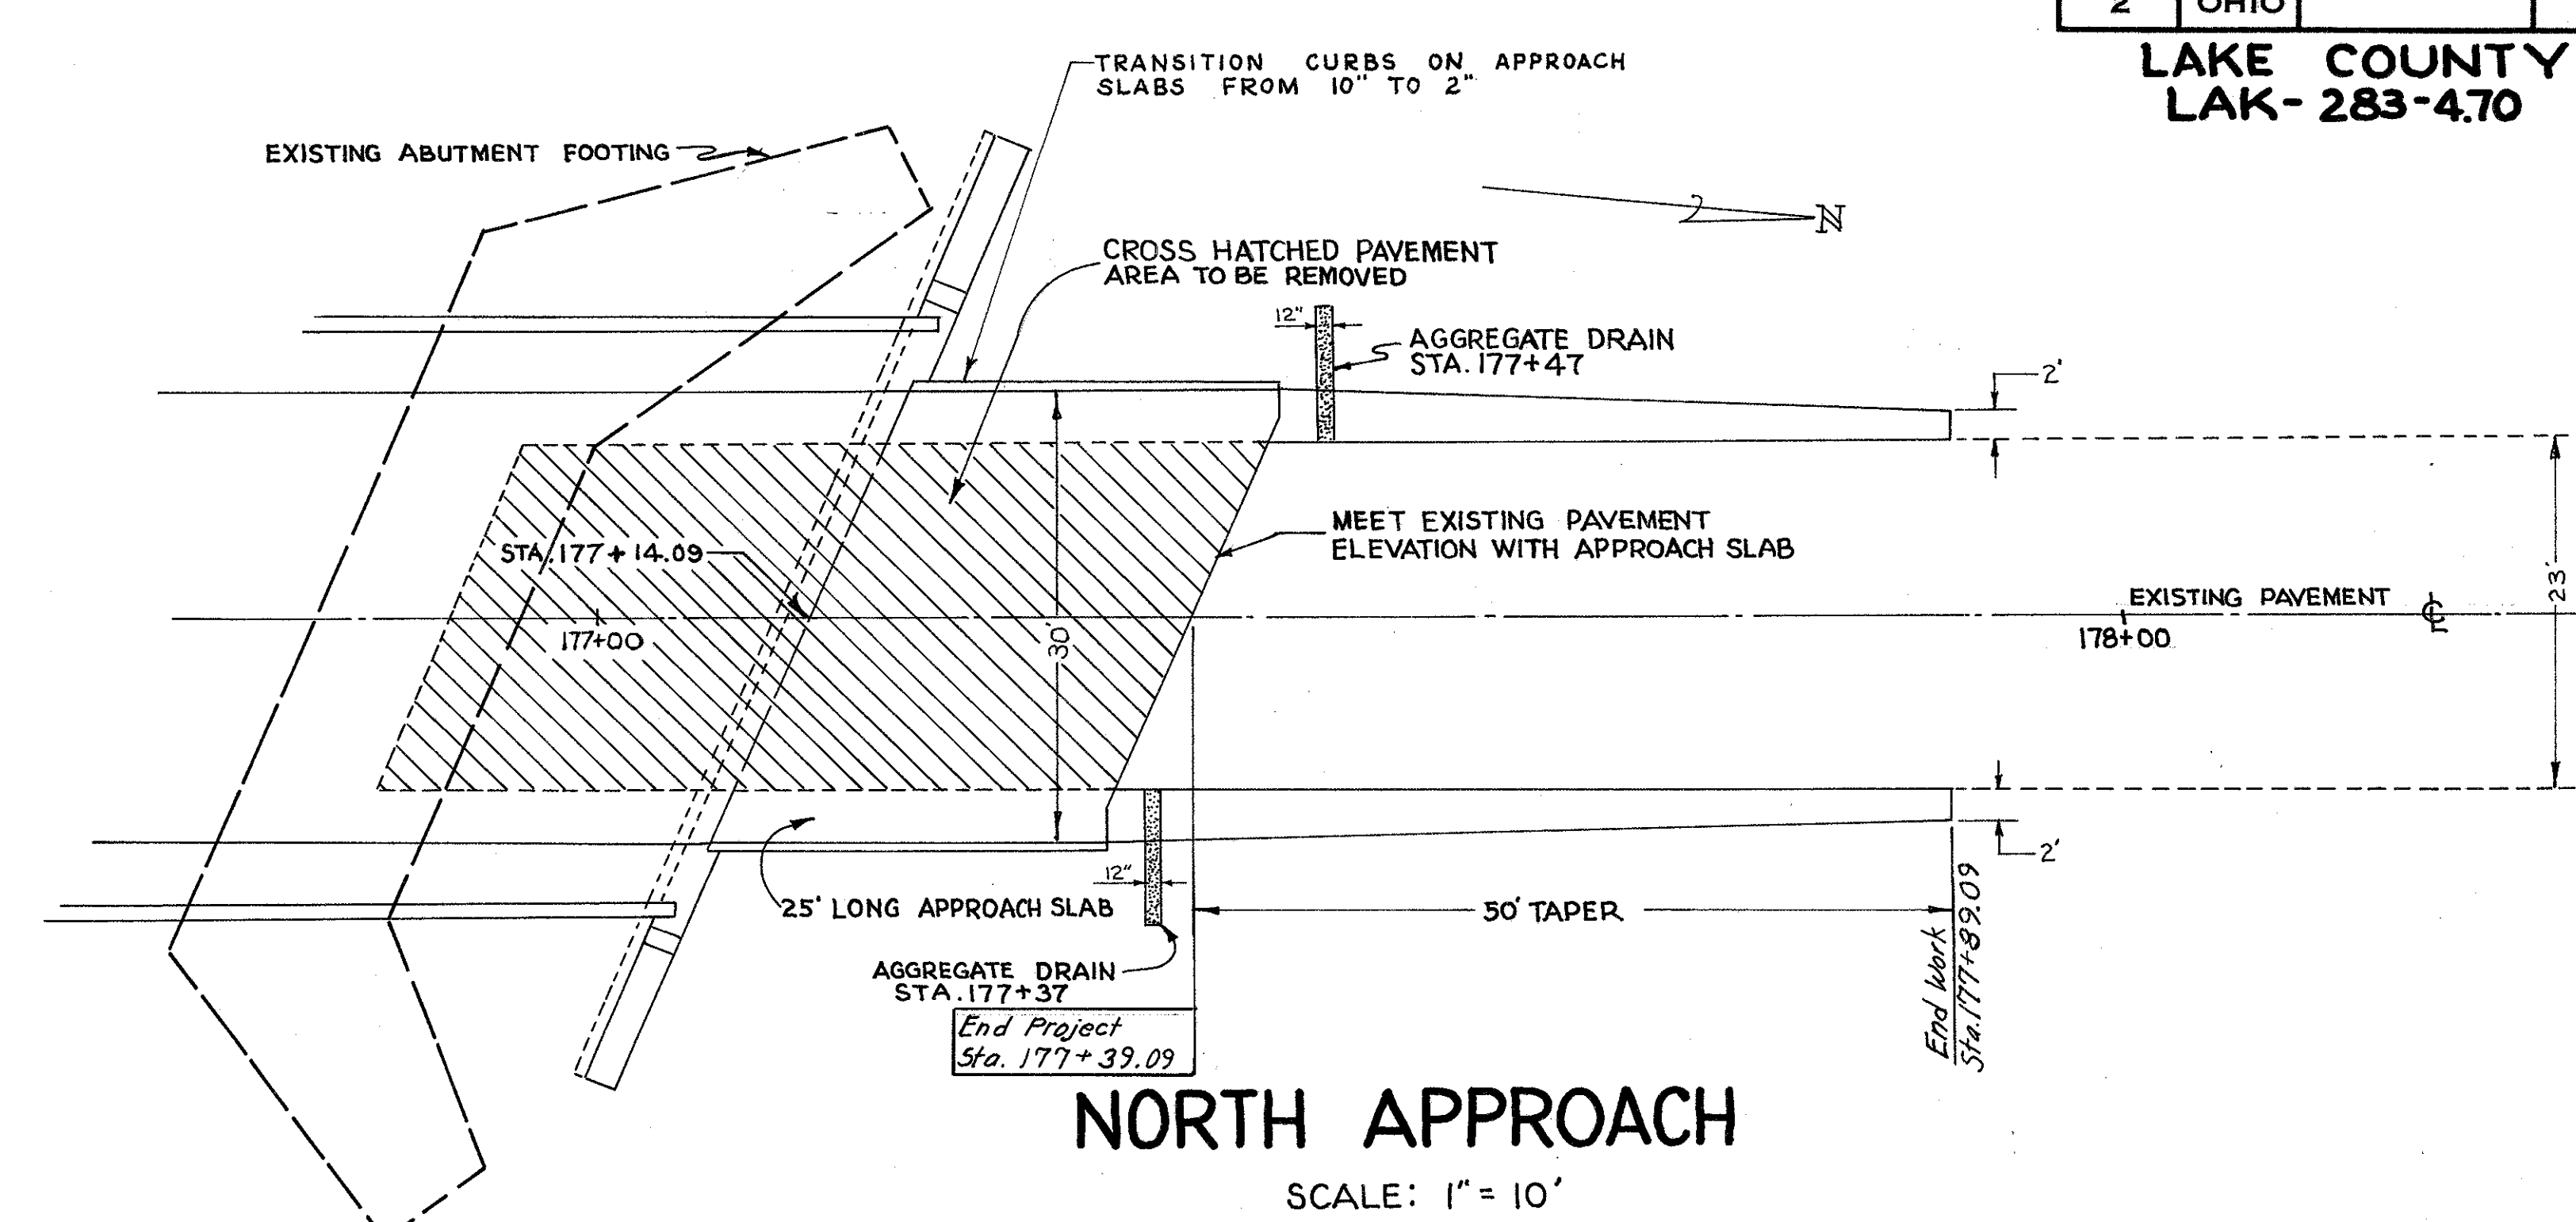 2 OHIO
LAKE COUNTY
LAK-283-4.70
TRANSITION CURBS ON APPROACH
SLABS FROM 10" TO 2"
EXISTING ABUTMENT FOOTING
N
CROSS HATCHED PAVEMENT
AREA TO BE REMOVED
12"
AGGREGATE DRAIN
STA. 177+47
2'
MEET EXISTING PAVEMENT
ELEVATION WITH APPROACH SLAB
STA. 177+14.09
23'
EXISTING PAVEMENT
℄
177+00
30'
178+00
2'
12"
25' LONG APPROACH SLAB
50' TAPER
End Work
Sta. 177+89.09
AGGREGATE DRAIN
STA. 177+37
End Project
Sta. 177+39.09
NORTH APPROACH
SCALE: 1" = 10'